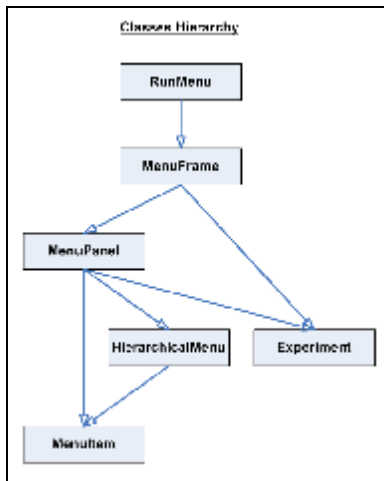 Classes Hierarchy
RunMenu
MenuFrame
MenuPanel
HierarchicalMenu
Experiment
MenuItem